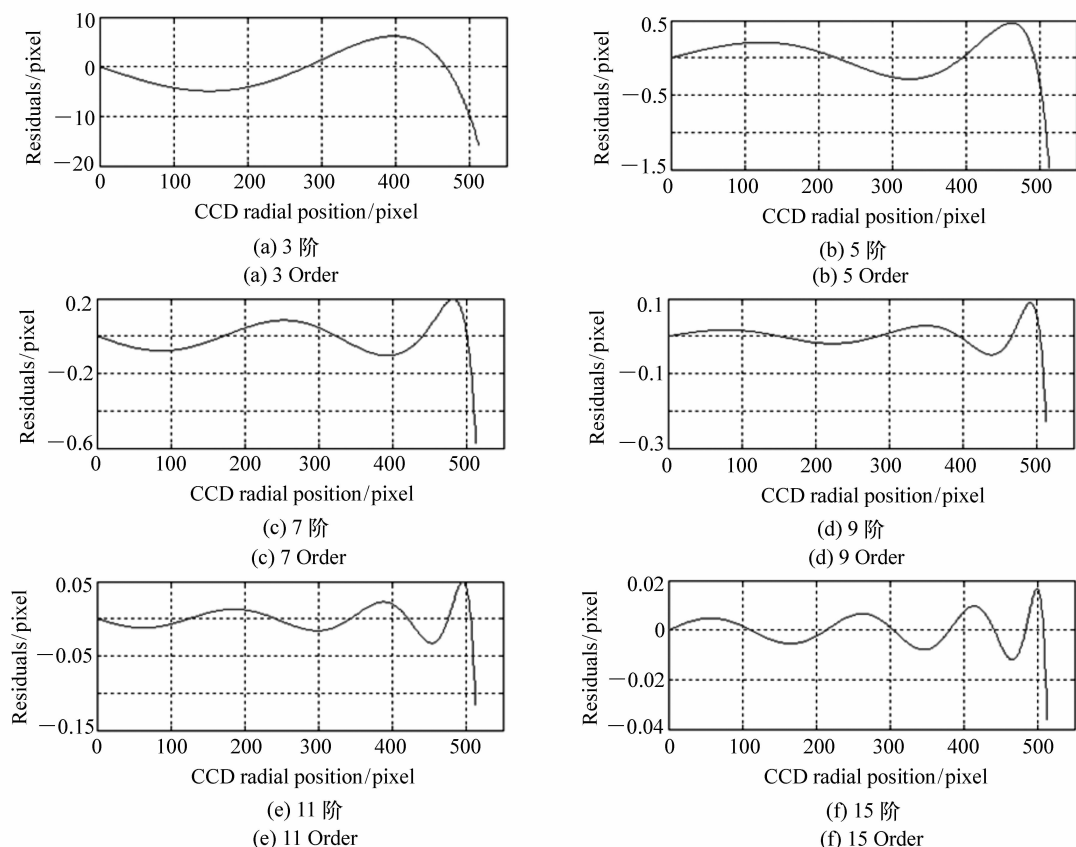 10
0
−10
−20
Residuals/pixel
0 100 200 300 400 500
CCD radial position/pixel
(a) 3 阶
(a) 3 Order
0.5
−0.5
−1.5
Residuals/pixel
0 100 200 300 400 500
CCD radial position/pixel
(b) 5 阶
(b) 5 Order
0.2
−0.2
−0.6
Residuals/pixel
0 100 200 300 400 500
CCD radial position/pixel
(c) 7 阶
(c) 7 Order
0.1
−0.1
−0.3
Residuals/pixel
0 100 200 300 400 500
CCD radial position/pixel
(d) 9 阶
(d) 9 Order
0.05
−0.05
−0.15
Residuals/pixel
0 100 200 300 400 500
CCD radial position/pixel
(e) 11 阶
(e) 11 Order
0.02
0
−0.02
−0.04
Residuals/pixel
0 100 200 300 400 500
CCD radial position/pixel
(f) 15 阶
(f) 15 Order